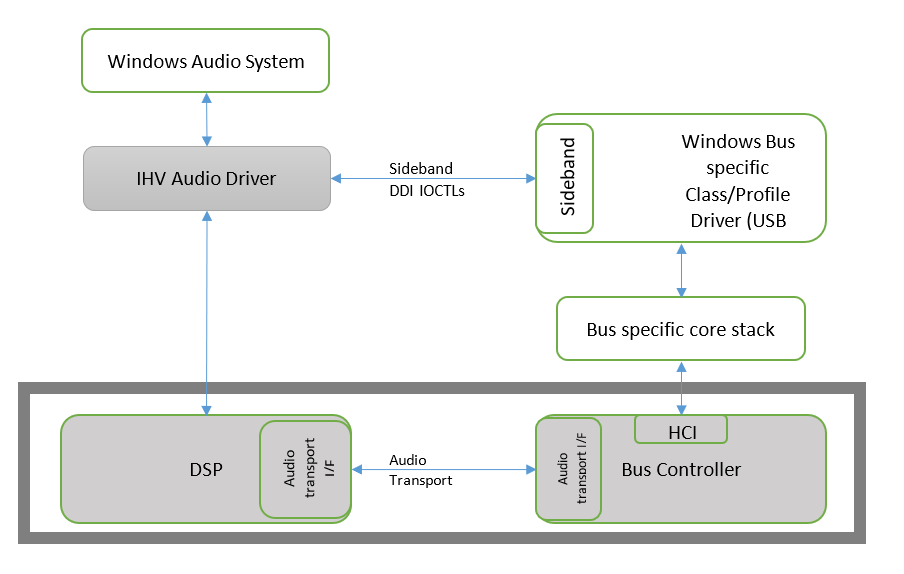 Windows Audio System
IHV Audio Driver
Sideband
DDI IOCTLs
Sideband
Windows Bus
specific
Class/Profile
Driver (USB
Bus specific core stack
DSP
Audio
transport
I/F
Audio
Transport
Audio
transport I/F
HCI
Bus Controller